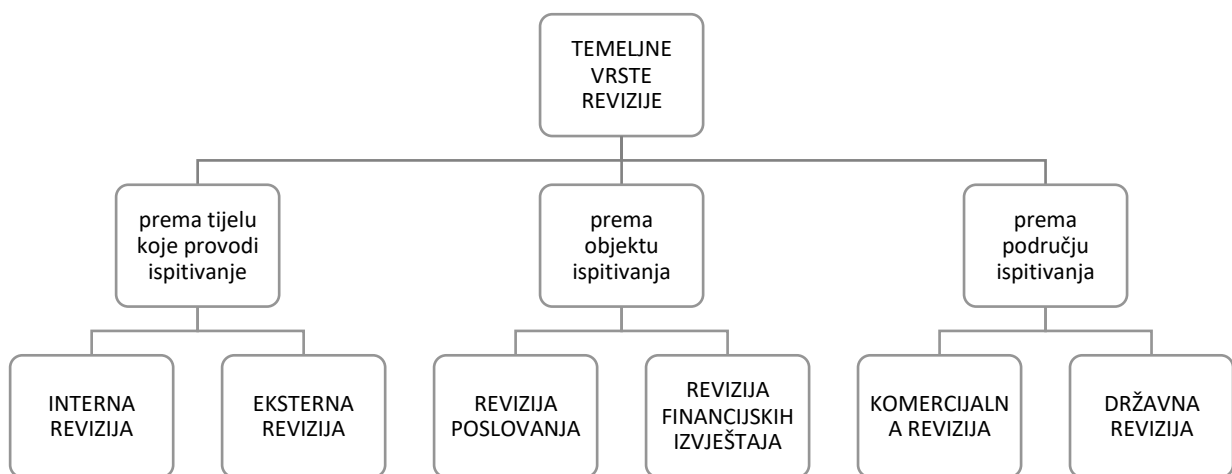 TEMELJNE
VRSTE
REVIZIJE
prema tijelu
koje provodi
ispitivanje
prema
objektu
ispitivanja
prema
području
ispitivanja
INTERNA
REVIZIJA
EKSTERNA
REVIZIJA
REVIZIJA
POSLOVANJA
REVIZIJA
FINANCIJSKIH
IZVJEŠTAJA
KOMERCIJALN
A REVIZIJA
DRŽAVNA
REVIZIJA